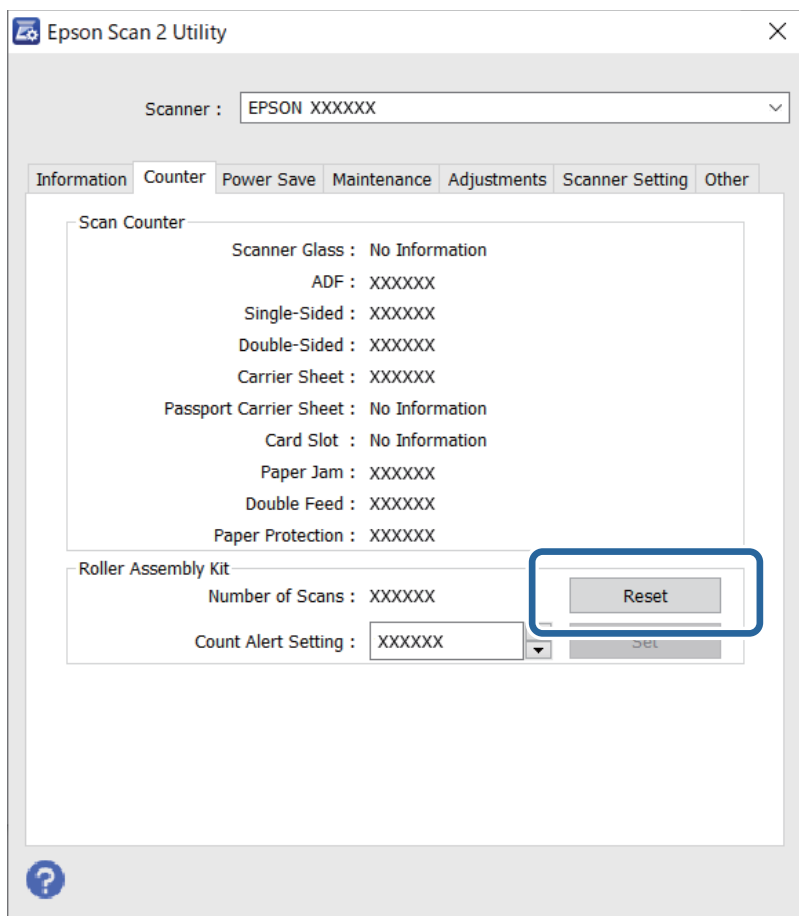 Epson Scan 2 Utility
Scanner : EPSON XXXXXX
Information Counter Power Save Maintenance Adjustments Scanner Setting Other
Scan Counter
Scanner Glass : No Information
ADF : XXXXXX
Single-Sided : XXXXXX
Double-Sided : XXXXXX
Carrier Sheet : XXXXXX
Passport Carrier Sheet : No Information
Card Slot : No Information
Paper Jam : XXXXXX
Double Feed : XXXXXX
Paper Protection : XXXXXX
Roller Assembly Kit
Number of Scans : XXXXXX Reset
Count Alert Setting : XXXXXX Set
?